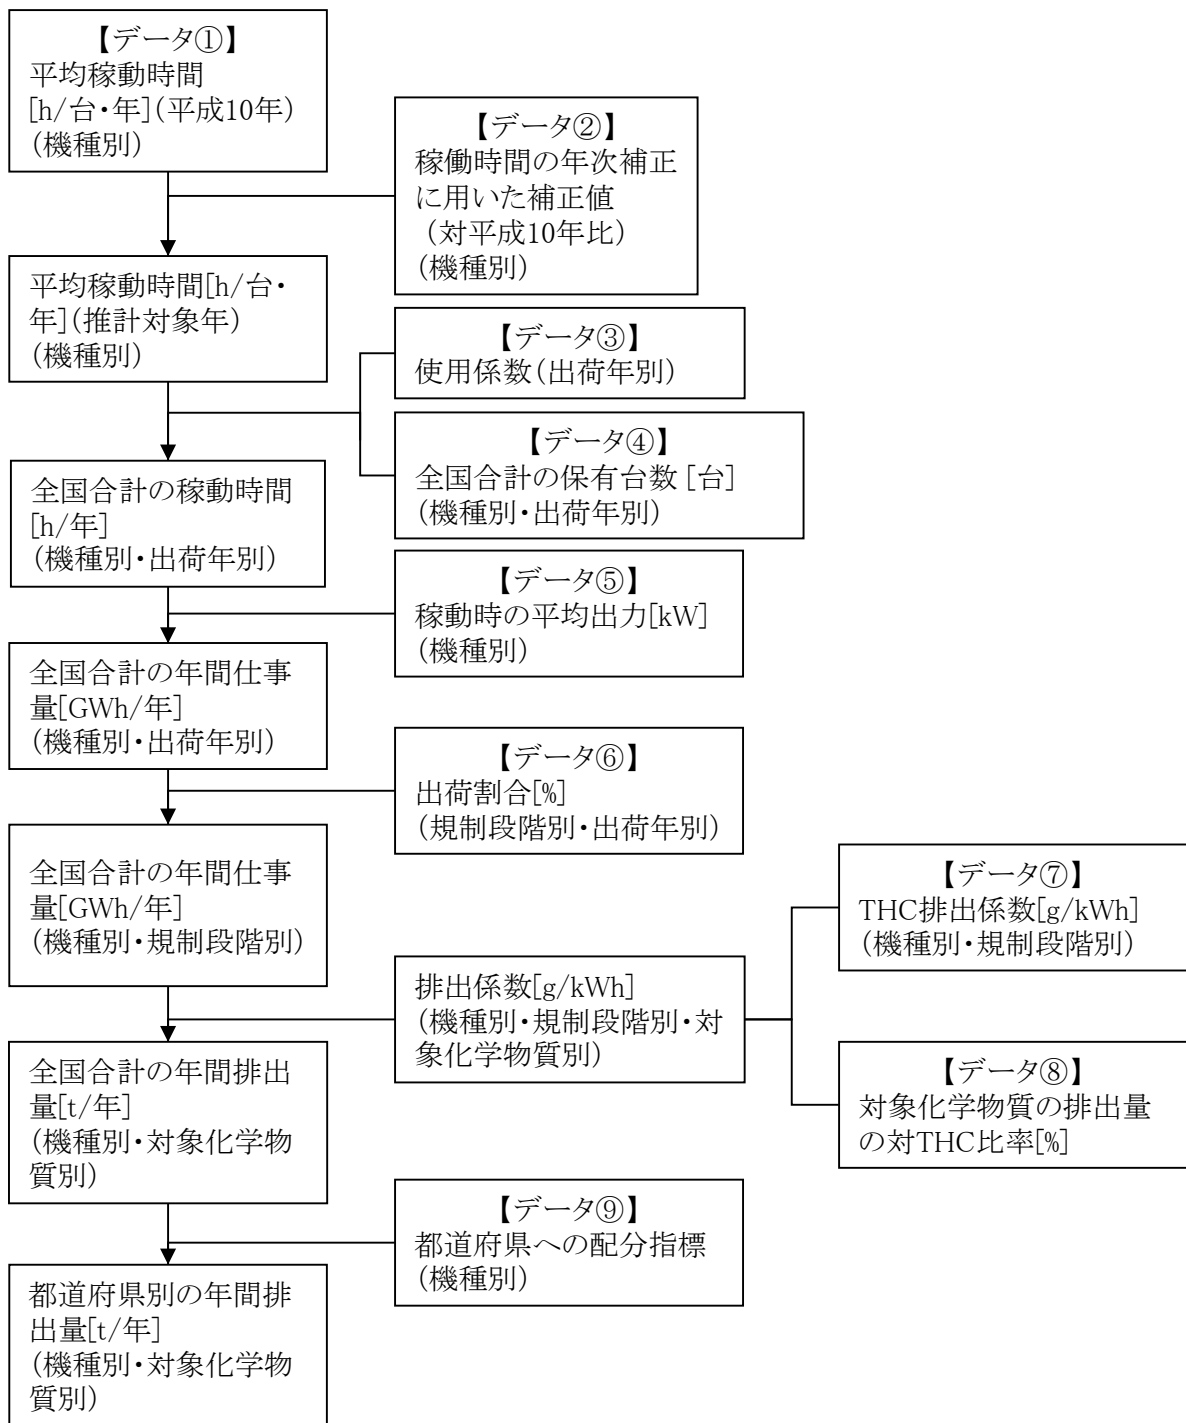 【データ①】
平均稼動時間
[h/台・年](平成10年)
(機種別)
【データ②】
稼働時間の年次補正
に用いた補正値
(対平成10年比)
(機種別)
平均稼動時間[h/台・
年](推計対象年)
(機種別)
【データ③】
使用係数(出荷年別)
【データ④】
全国合計の保有台数 [台]
(機種別・出荷年別)
全国合計の稼動時間
[h/年]
(機種別・出荷年別)
【データ⑤】
稼動時の平均出力[kW]
(機種別)
全国合計の年間仕事
量[GWh/年]
(機種別・出荷年別)
【データ⑥】
出荷割合[%]
(規制段階別・出荷年別)
全国合計の年間仕事
量[GWh/年]
(機種別・規制段階別)
【データ⑦】
THC排出係数[g/kWh]
(機種別・規制段階別)
排出係数[g/kWh]
(機種別・規制段階別・対
象化学物質別)
【データ⑧】
対象化学物質の排出量
の対THC比率[%]
全国合計の年間排出
量[t/年]
(機種別・対象化学物
質別)
【データ⑨】
都道府県への配分指標
(機種別)
都道府県別の年間排
出量[t/年]
(機種別・対象化学物
質別)